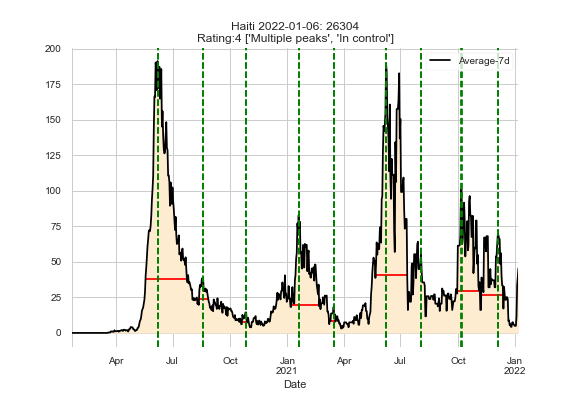 Haiti 2022-01-06: 26304
Rating:4 ['Multiple peaks', 'In control']
Average-7d
200
175
150
125
100
75
50
25
0
Apr Jul Oct Jan Apr Jul Oct Jan
2021 2022
Date